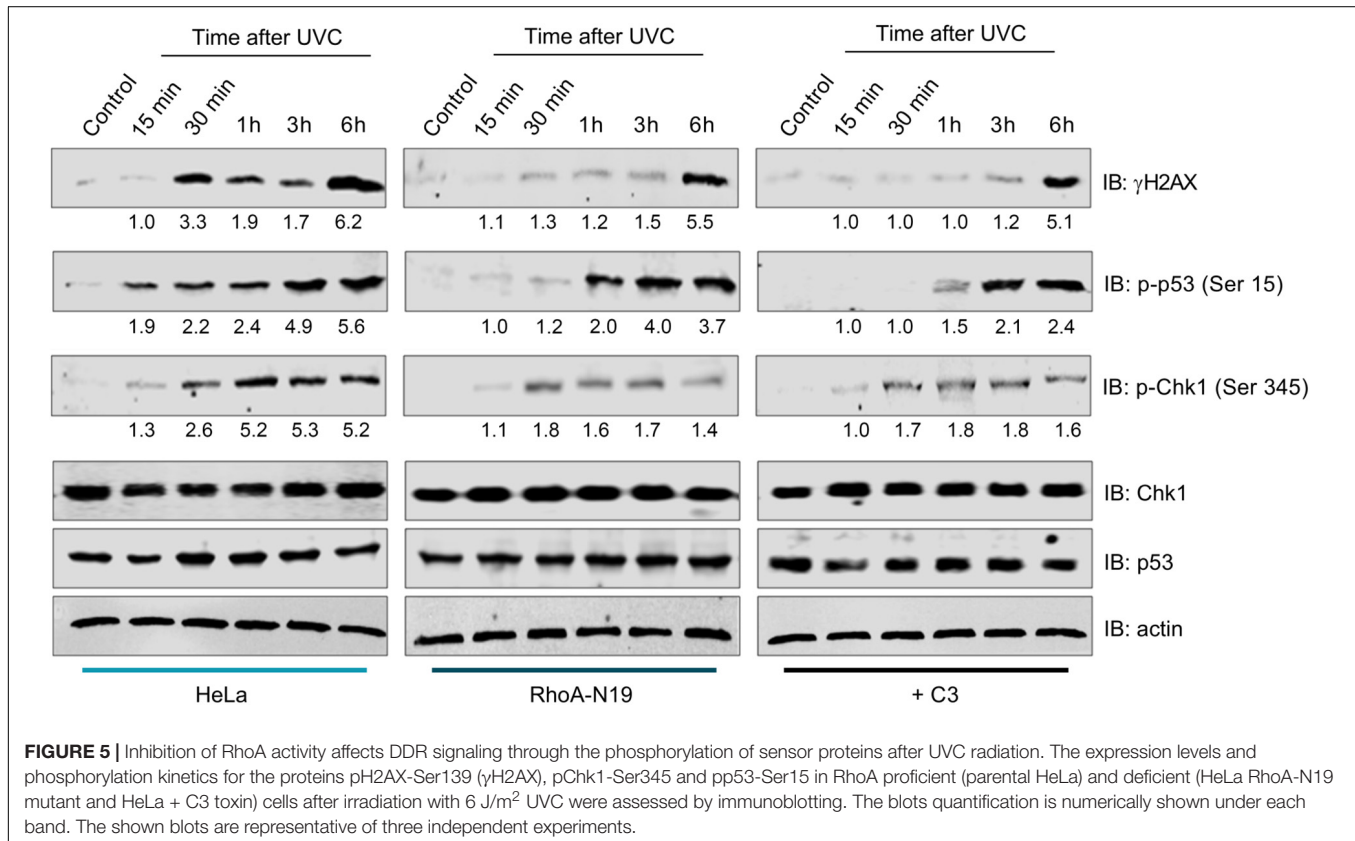 Time after UVC Time after UVC Time after UVC
Control 15 min 30 min 1h 3h 6h Control 15 min 30 min 1h 3h 6h Control 15 min 30 min 1h 3h 6h
IB: γH2AX
1.0 3.3 1.9 1.7 6.2 1.1 1.3 1.2 1.5 5.5 1.0 1.0 1.0 1.2 5.1
IB: p-p53 (Ser 15)
1.9 2.2 2.4 4.9 5.6 1.0 1.2 2.0 4.0 3.7 1.0 1.0 1.5 2.1 2.4
IB: p-Chk1 (Ser 345)
1.3 2.6 5.2 5.3 5.2 1.1 1.8 1.6 1.7 1.4 1.0 1.7 1.8 1.8 1.6
IB: Chk1
IB: p53
IB: actin
HeLa RhoA-N19 + C3
FIGURE 5 | Inhibition of RhoA activity affects DDR signaling through the phosphorylation of sensor proteins after UVC radiation. The expression levels and
phosphorylation kinetics for the proteins pH2AX-Ser139 (γH2AX), pChk1-Ser345 and pp53-Ser15 in RhoA proficient (parental HeLa) and deficient (HeLa RhoA-N19
mutant and HeLa + C3 toxin) cells after irradiation with 6 J/m² UVC were assessed by immunoblotting. The blots quantification is numerically shown under each
band. The shown blots are representative of three independent experiments.